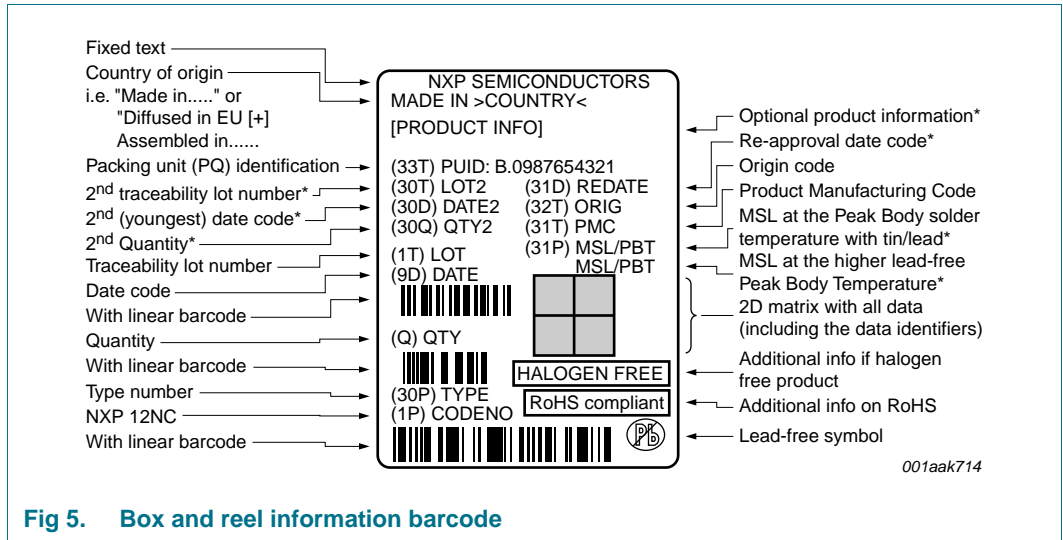 Fixed text
Country of origin
i.e. "Made in....." or
"Diffused in EU [+]
Assembled in......
Packing unit (PQ) identification
2nd traceability lot number*
2nd (youngest) date code*
2nd Quantity*
Traceability lot number
Date code
With linear barcode
Quantity
With linear barcode
Type number
NXP 12NC
With linear barcode
NXP SEMICONDUCTORS
MADE IN >COUNTRY<
[PRODUCT INFO]
(33T) PUID: B.0987654321
(30T) LOT2 (31D) REDATE
(30D) DATE2 (32T) ORIG
(30Q) QTY2 (31T) PMC
(31P) MSL/PBT
(1T) LOT MSL/PBT
(9D) DATE
(Q) QTY
HALOGEN FREE
(30P) TYPE
RoHS compliant
(1P) CODENO
Pb
Optional product information*
Re-approval date code*
Origin code
Product Manufacturing Code
MSL at the Peak Body solder
temperature with tin/lead*
MSL at the higher lead-free
Peak Body Temperature*
2D matrix with all data
(including the data identifiers)
Additional info if halogen
free product
Additional info on RoHS
Lead-free symbol
001aak714
Fig 5. Box and reel information barcode